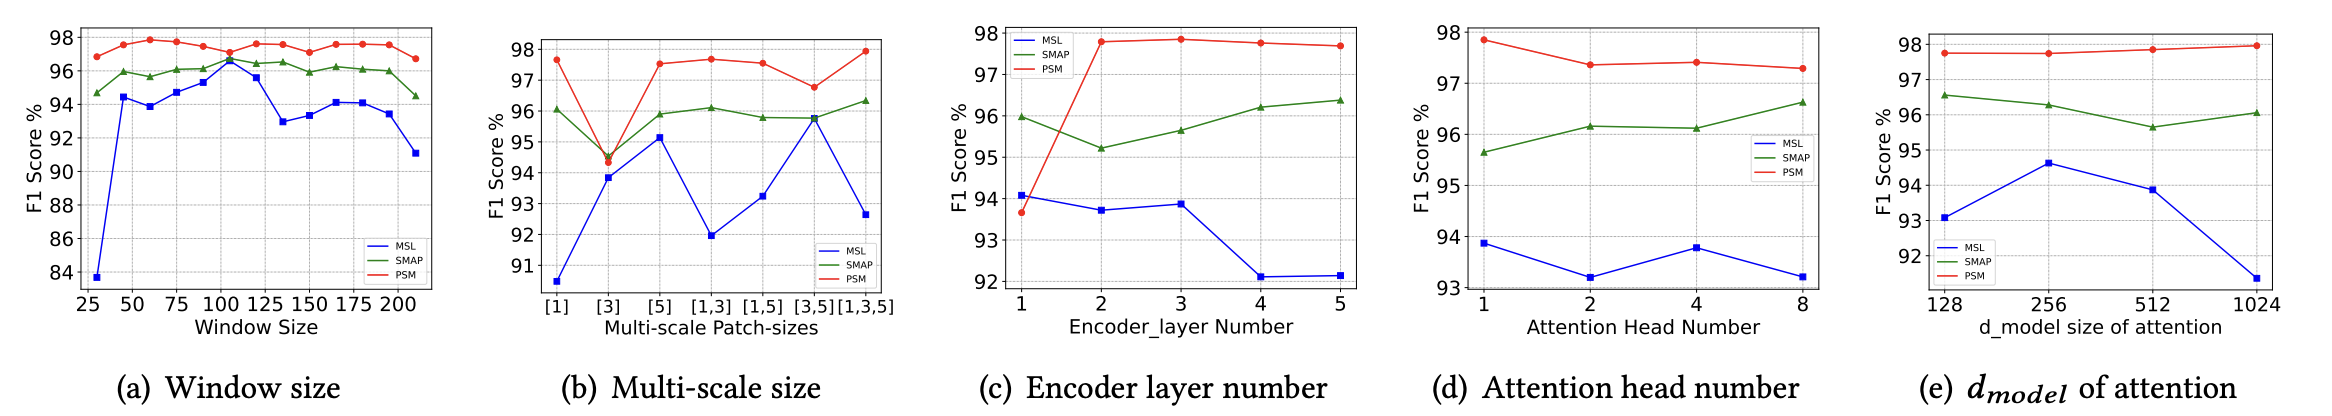 98
96
94
92
90
88
86
84
F1 Score %
25 50 75 100 125 150 175 200
Window Size
MSL
SMAP
PSM
(a) Window size
98
97
96
95
94
93
92
91
F1 Score %
[1] [3] [5] [1,3] [1,5] [3,5] [1,3,5]
Multi-scale Patch-sizes
MSL
SMAP
PSM
(b) Multi-scale size
98
97
96
95
94
93
92
F1 Score %
1 2 3 4 5
Encoder_layer Number
MSL
SMAP
PSM
(c) Encoder layer number
98
97
96
95
94
93
F1 Score %
1 2 4 8
Attention Head Number
MSL
SMAP
PSM
(d) Attention head number
98
97
96
95
94
93
92
F1 Score %
128 256 512 1024
d_model size of attention
MSL
SMAP
PSM
(e) d_model of attention